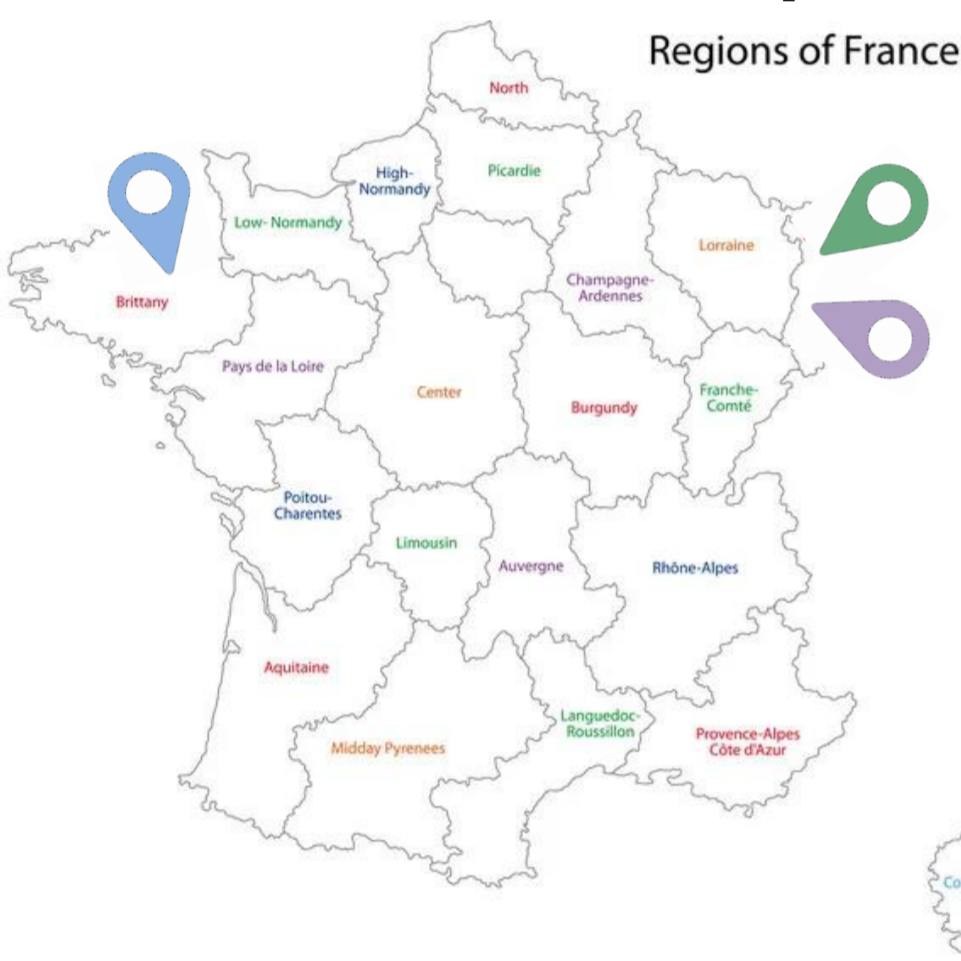 Regions of France
North
High-
Normandy
Picardie
Low- Normandy
Lorraine
Champagne-
Ardennes
Brittany
Pays de la Loire
Center
Burgundy
Franche-
Comté
Poitou-
Charentes
Limousin
Auvergne
Rhône-Alpes
Aquitaine
Languedoc-
Roussillon
Midday Pyrenees
Provence-Alpes
Côte d'Azur
Co